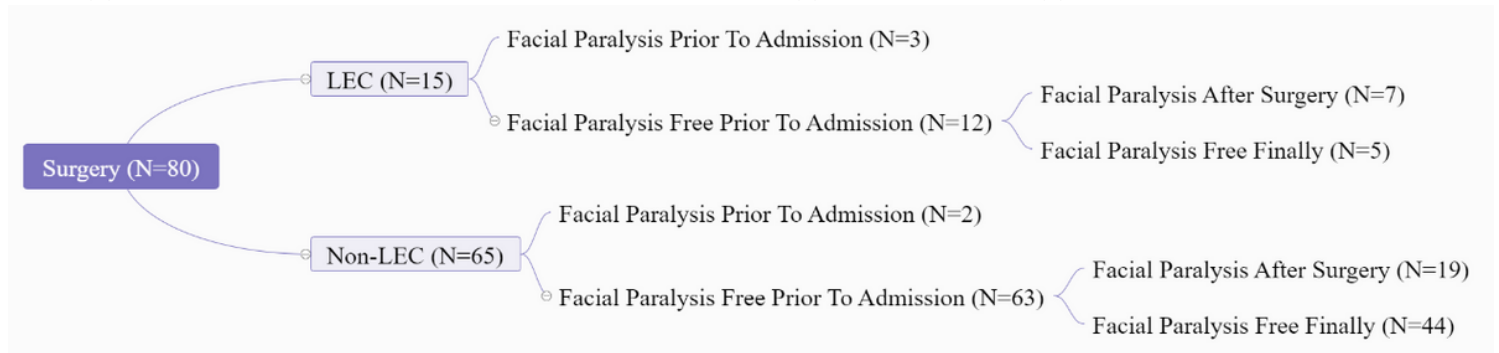 Surgery (N=80)
LEC (N=15)
Facial Paralysis Prior To Admission (N=3)
Facial Paralysis Free Prior To Admission (N=12)
Facial Paralysis After Surgery (N=7)
Facial Paralysis Free Finally (N=5)
Non-LEC (N=65)
Facial Paralysis Prior To Admission (N=2)
Facial Paralysis Free Prior To Admission (N=63)
Facial Paralysis After Surgery (N=19)
Facial Paralysis Free Finally (N=44)